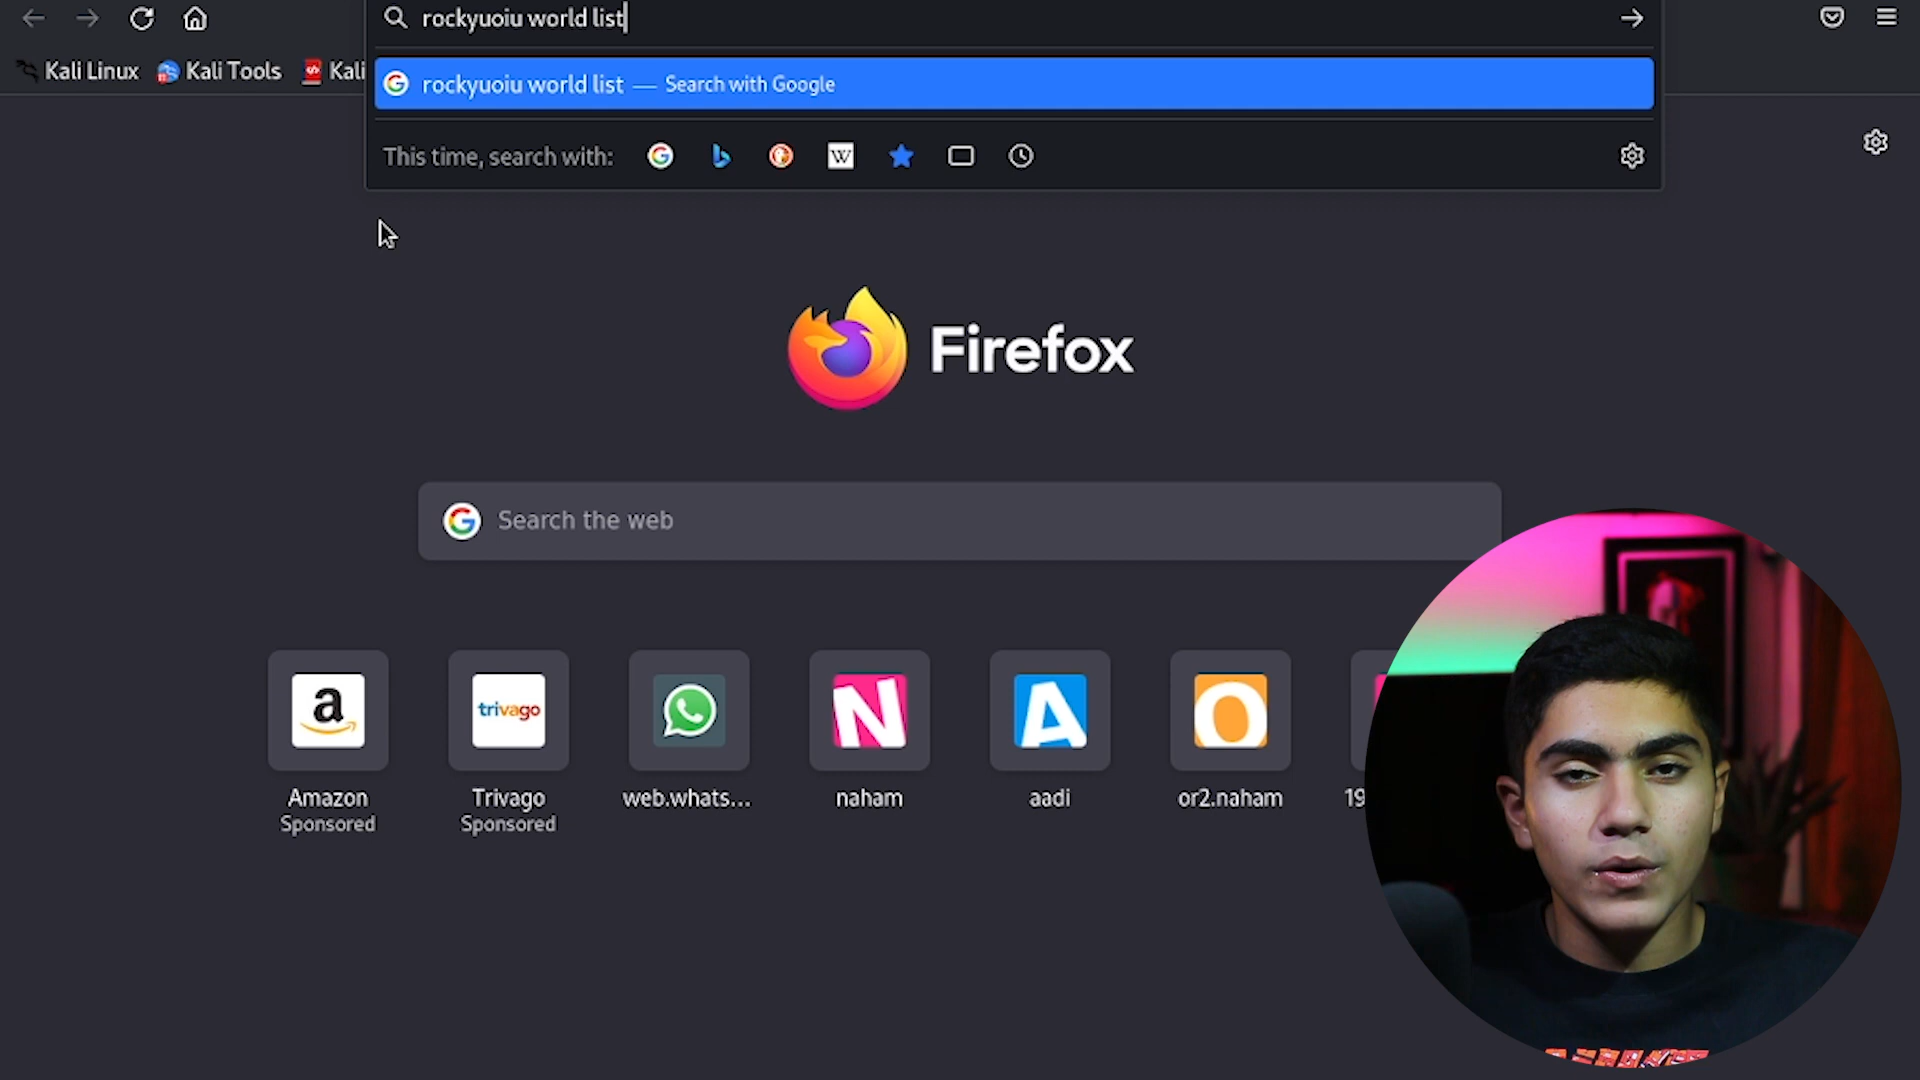 rockyuoiu world list
Kali Linux Kali Tools Kali
rockyuoiu world list — Search with Google
This time, search with:
W
Firefox
Search the web
a trivago N A O
Amazon Trivago web.whats... naham aadi or2.naham 19
Sponsored Sponsored